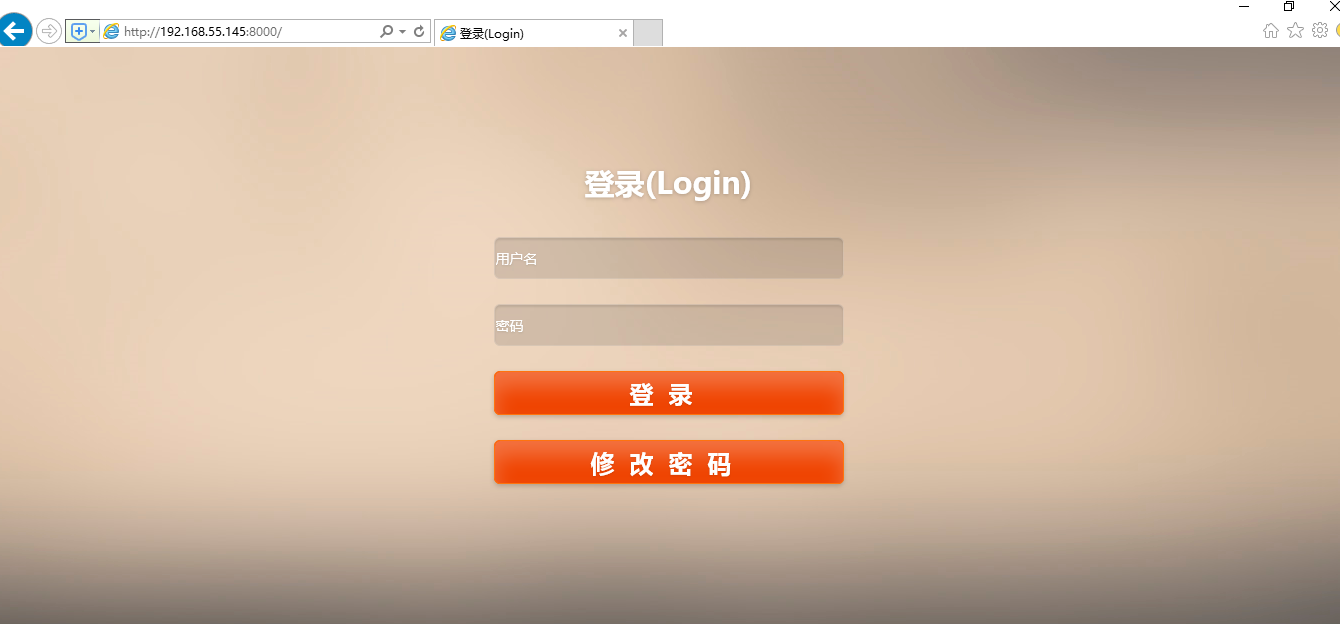 http://192.168.55.145:8000/
登录(Login)
登录(Login)
用户名
密码
登 录
修 改 密 码